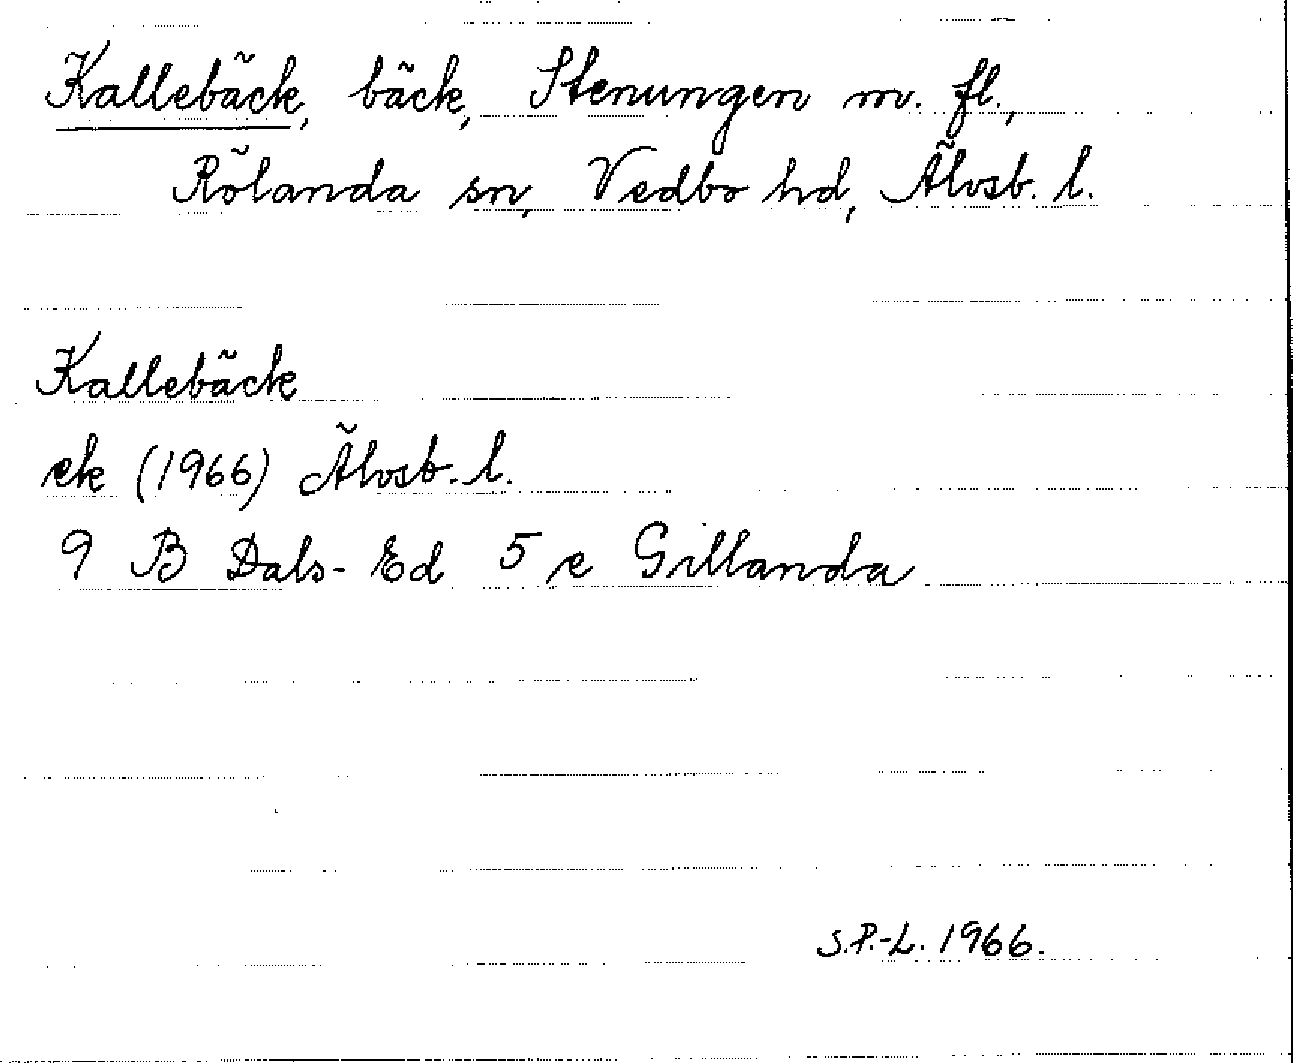 Kallebäck, bäck, Stenungen m. fl.,
Rölanda sn, Vedbo hd, Älvsb. l.
Kallebäck
ek (1966) Älvsb. l.
9 B Dals-Ed 5 e Gillanda
S.P.-L. 1966.